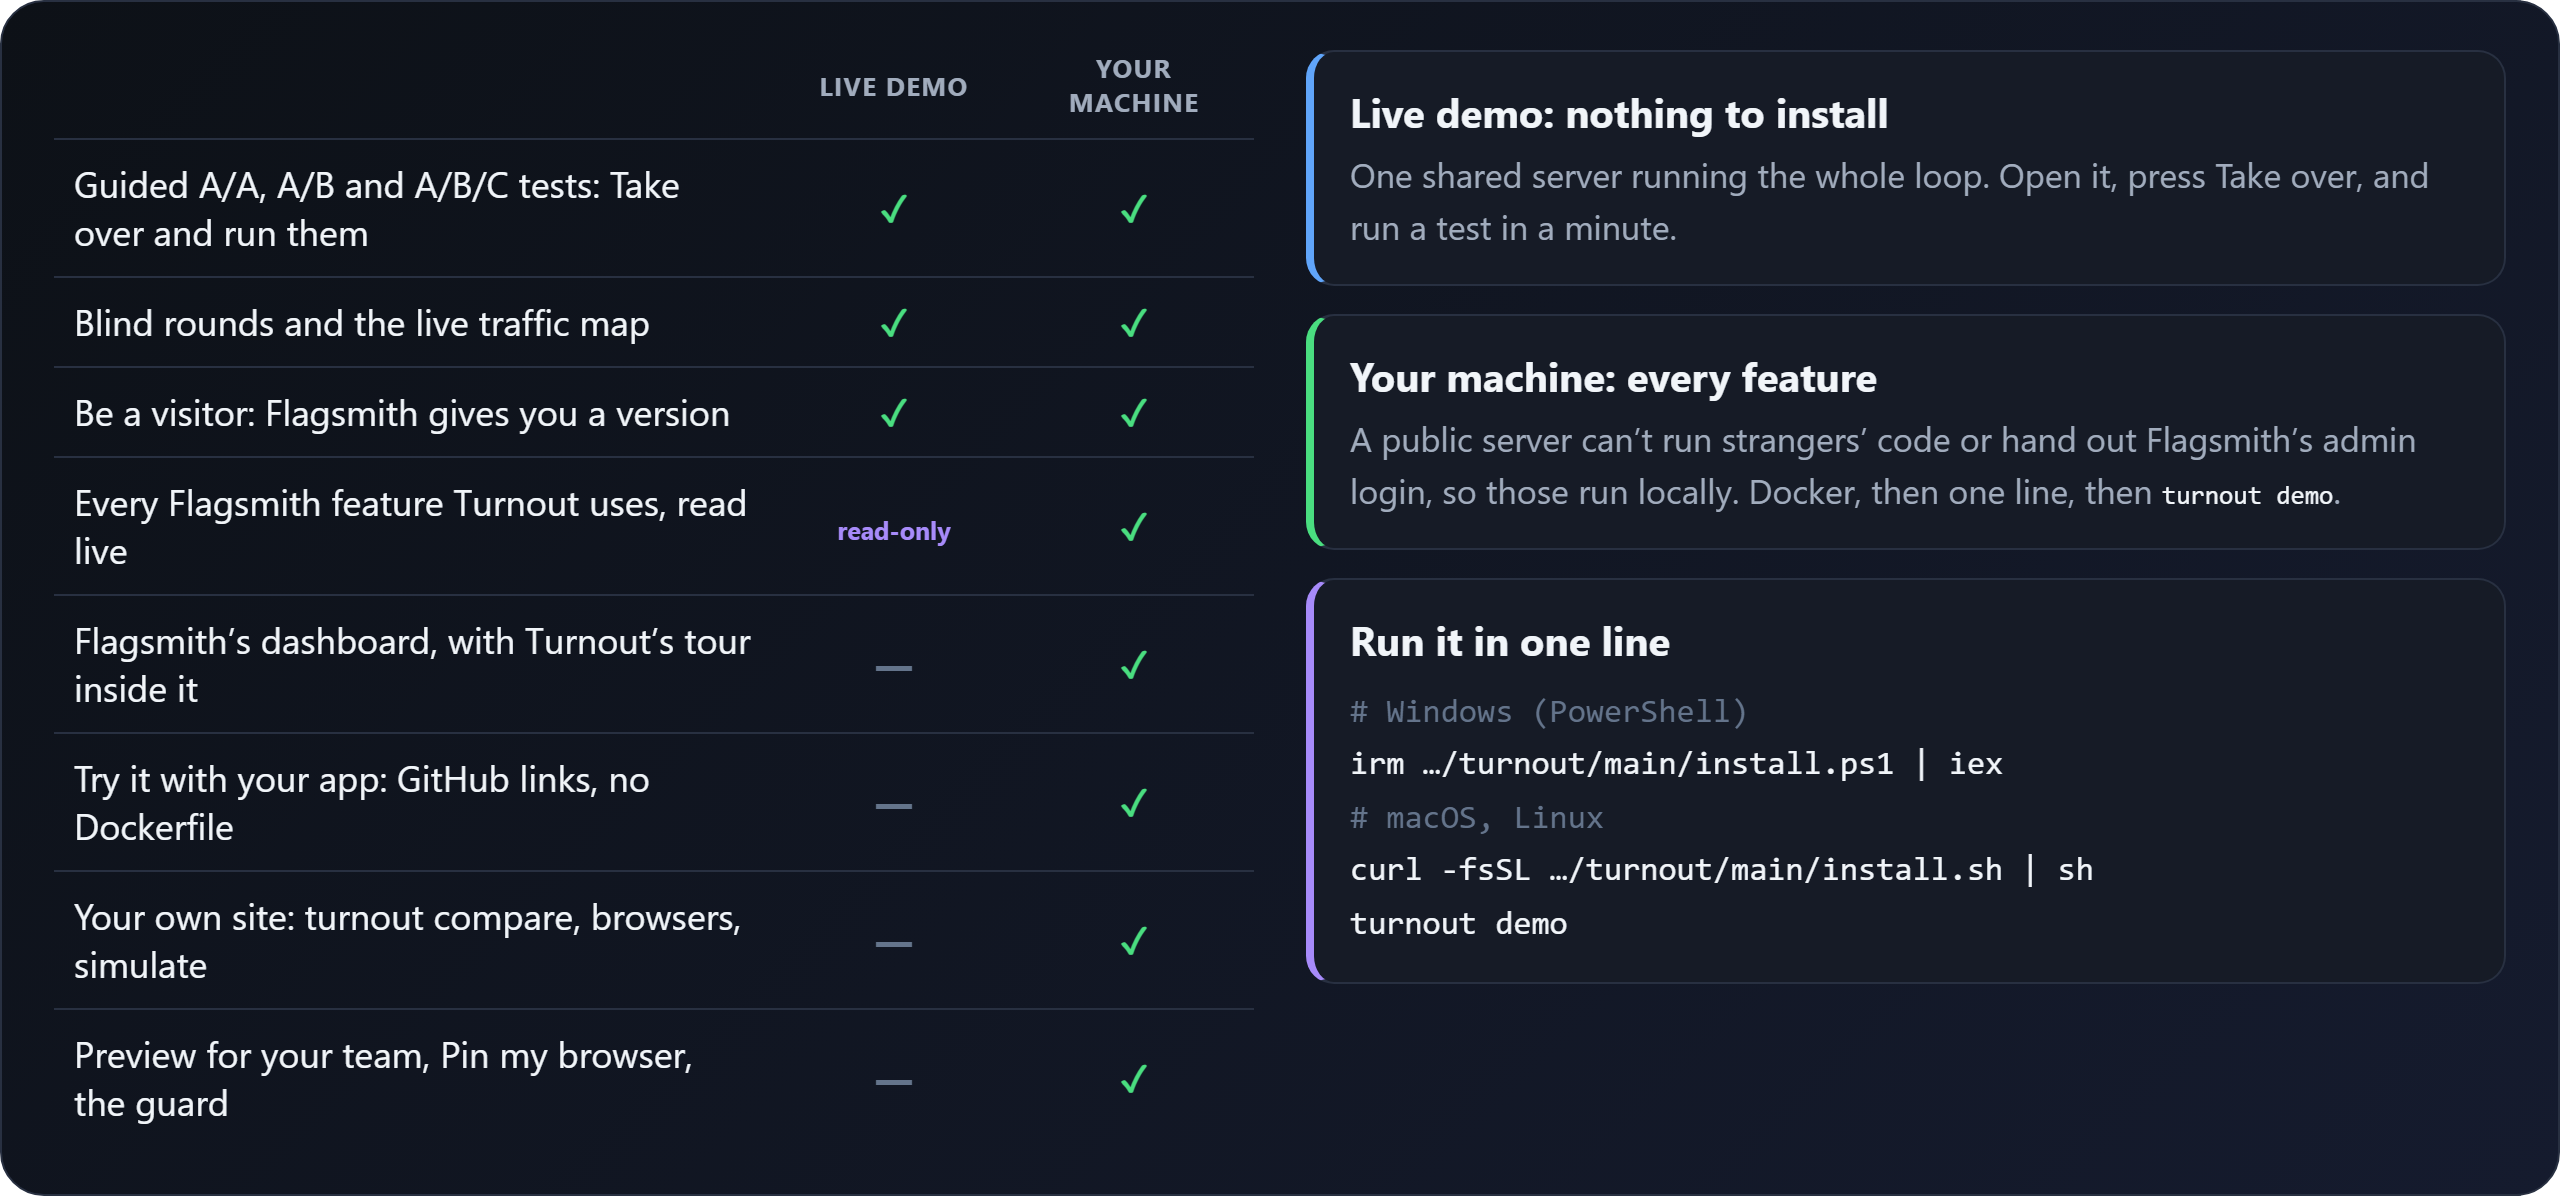 LIVE DEMO
YOUR
MACHINE
Guided A/A, A/B and A/B/C tests: Take
over and run them
✓ ✓
Blind rounds and the live traffic map
✓ ✓
Be a visitor: Flagsmith gives you a version
✓ ✓
Every Flagsmith feature Turnout uses, read
live
read-only ✓
Flagsmith’s dashboard, with Turnout’s tour
inside it
— ✓
Try it with your app: GitHub links, no
Dockerfile
— ✓
Your own site: turnout compare, browsers,
simulate
— ✓
Preview for your team, Pin my browser,
the guard
— ✓
Live demo: nothing to install
One shared server running the whole loop. Open it, press Take over, and
run a test in a minute.
Your machine: every feature
A public server can’t run strangers’ code or hand out Flagsmith’s admin
login, so those run locally. Docker, then one line, then turnout demo.
Run it in one line
# Windows (PowerShell)
irm …/turnout/main/install.ps1 | iex
# macOS, Linux
curl -fsSL …/turnout/main/install.sh | sh
turnout demo